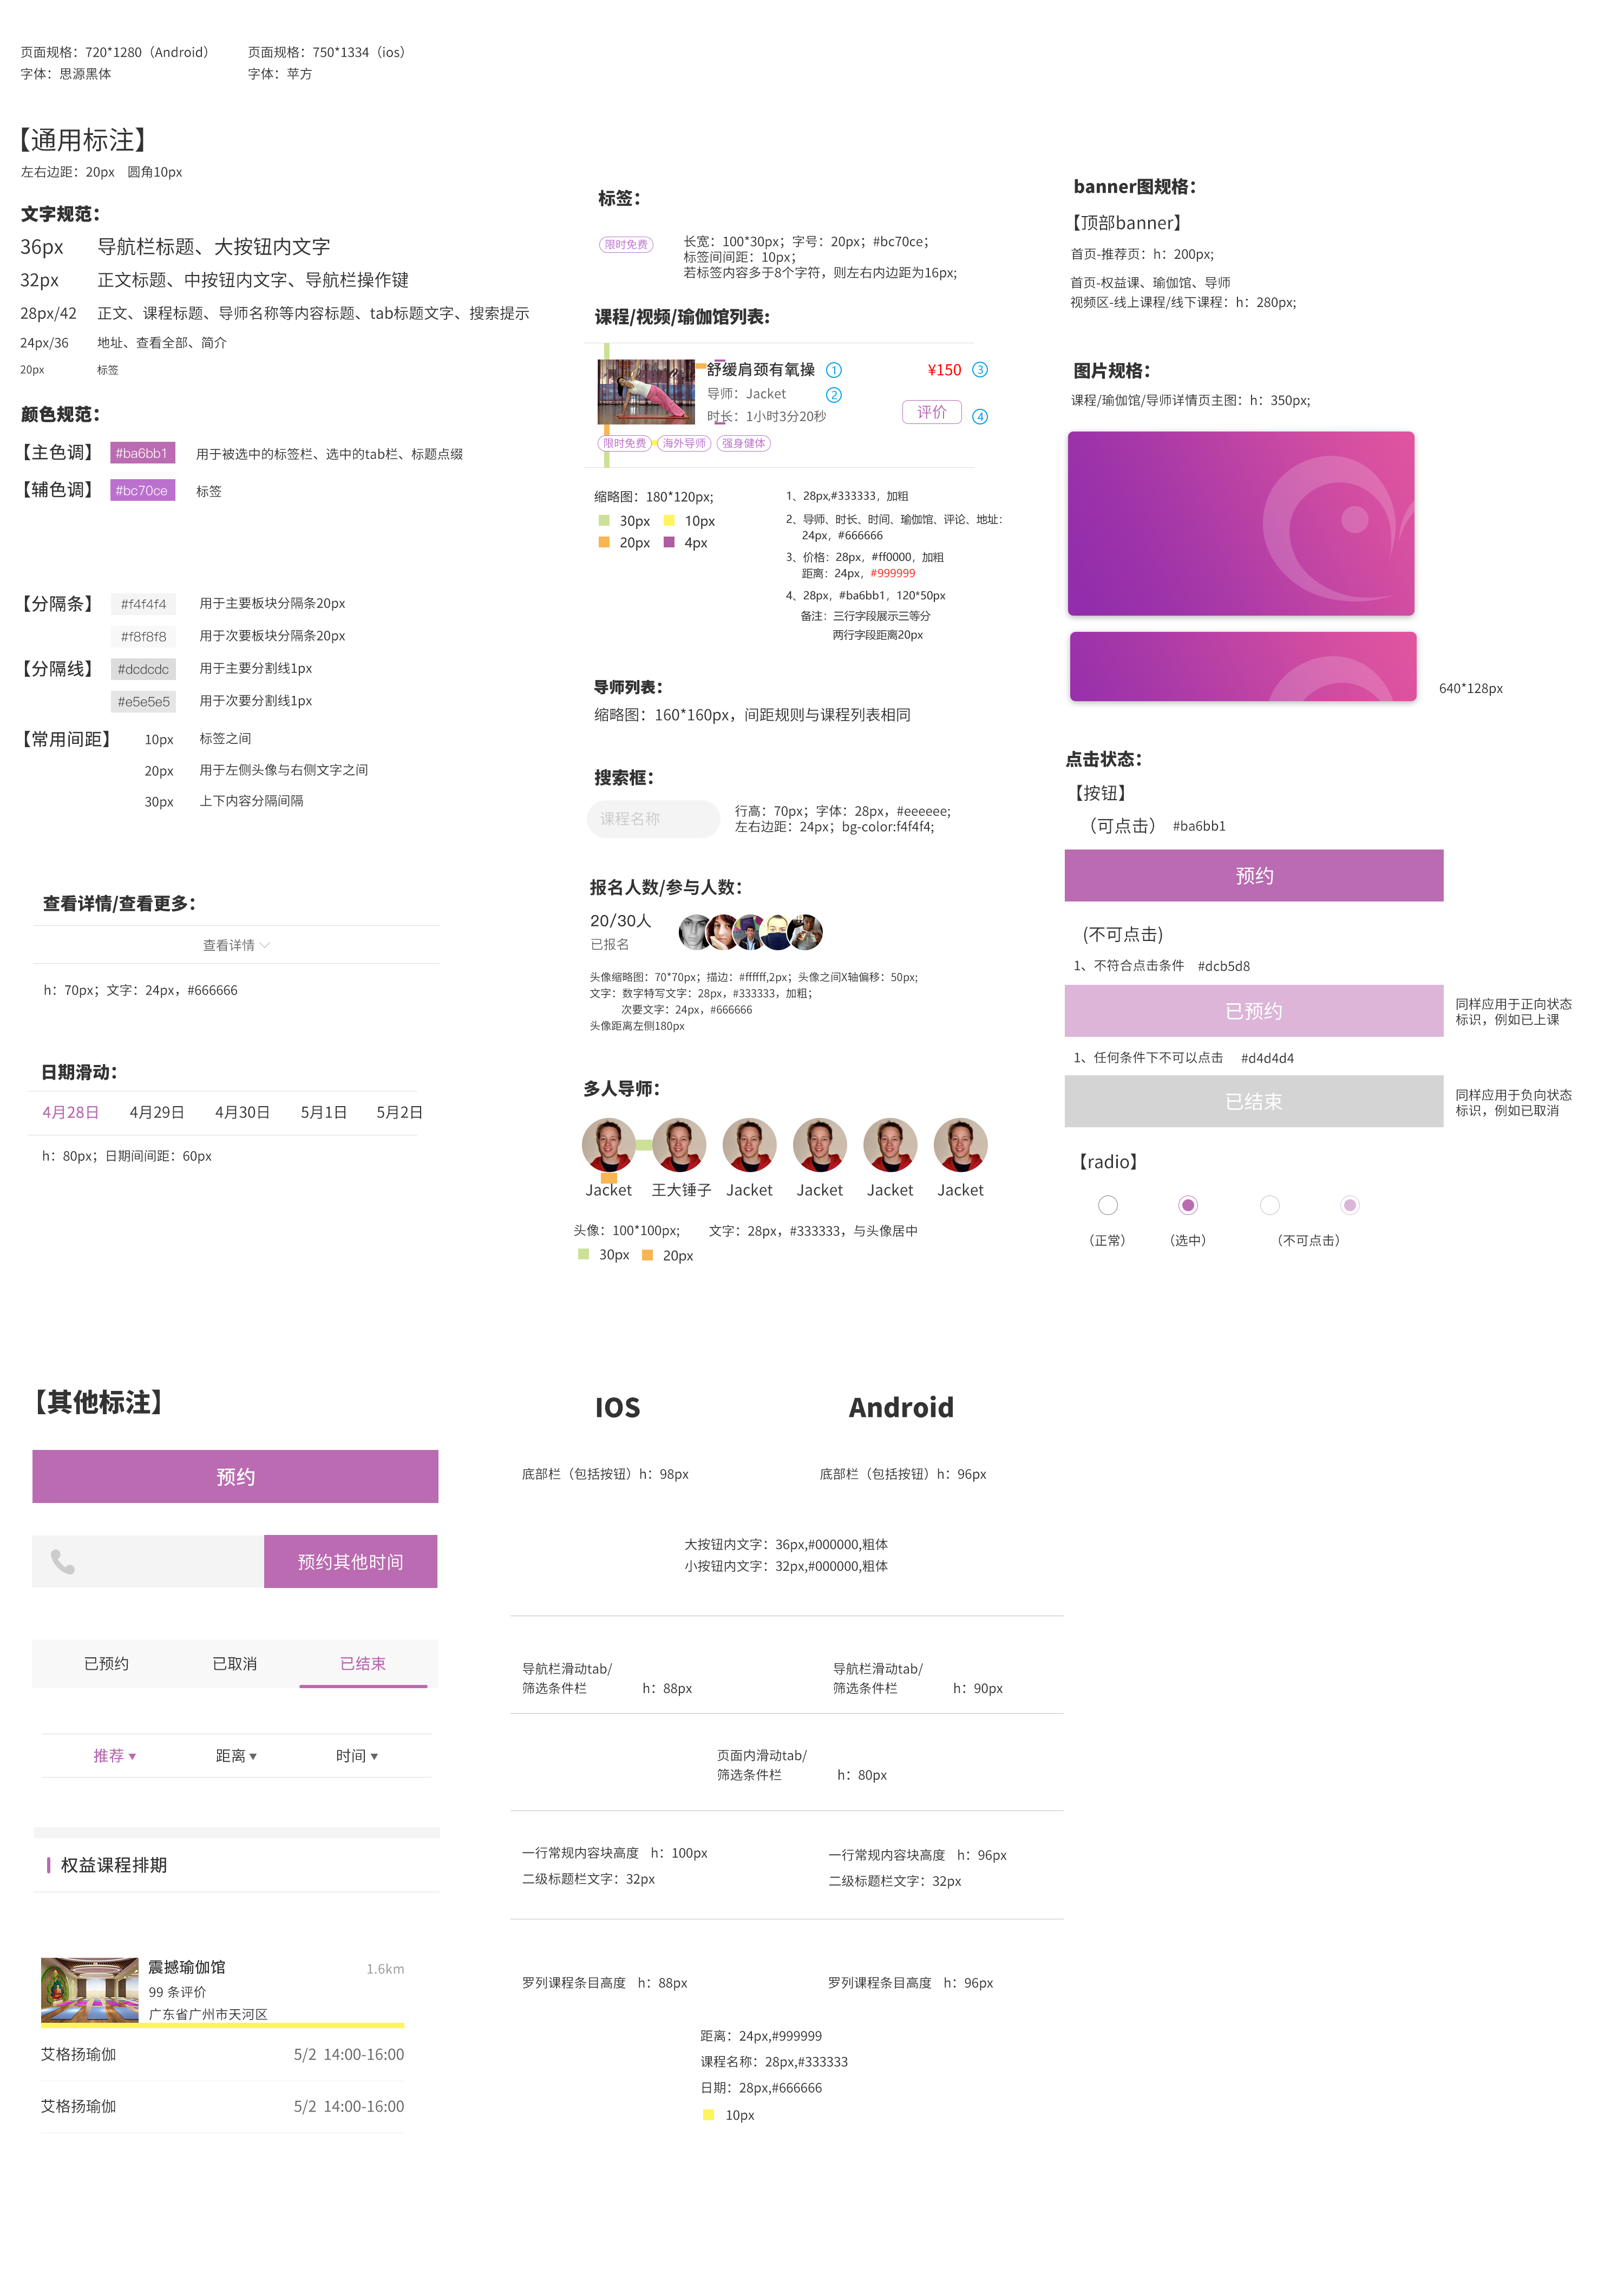 页面规格：720*1280（Android）
字体：思源黑体
页面规格：750*1334（ios）
字体：苹方
【通用标注】
左右边距：20px 圆角10px
文字规范：
36px 导航栏标题、大按钮内文字
32px 正文标题、中按钮内文字、导航栏操作键
28px/42 正文、课程标题、导师名称等内容标题、tab标题文字、搜索提示
24px/36 地址、查看全部、简介
20px 标签
颜色规范：
【主色调】 #ba6bb1 用于被选中的标签栏、选中的tab栏、标题点缀
【辅色调】 #bc70ce 标签
【分隔条】 #f4f4f4 用于主要板块分隔条20px
#f8f8f8 用于次要板块分隔条20px
【分隔线】 #dcdcdc 用于主要分割线1px
#e5e5e5 用于次要分割线1px
【常用间距】 10px 标签之间
20px 用于左侧头像与右侧文字之间
30px 上下内容分隔间隔
查看详情/查看更多：
查看详情
h：70px；文字：24px，#666666
日期滑动：
4月28日 4月29日 4月30日 5月1日 5月2日
h：80px；日期间间距：60px
标签：
限时免费
长宽：100*30px；字号：20px；#bc70ce；
标签间间距：10px；
若标签内容多于8个字符，则左右内边距为16px;
课程/视频/瑜伽馆列表:
舒缓肩颈有氧操 1 ¥150 3
导师：Jacket 2
时长：1小时3分20秒 评价 4
限时免费 海外导师 强身健体
缩略图：180*120px;
30px 10px
20px 4px
1、28px,#333333，加粗
2、导师、时长、时间、瑜伽馆、评论、地址：
24px，#666666
3、价格：28px，#ff0000，加粗
距离：24px，#999999
4、28px，#ba6bb1，120*50px
备注：三行字段展示三等分
两行字段距离20px
导师列表：
缩略图：160*160px，间距规则与课程列表相同
搜索框：
课程名称
行高：70px；字体：28px，#eeeeee;
左右边距：24px；bg-color:f4f4f4;
报名人数/参与人数：
20/30人
已报名
头像缩略图：70*70px；描边：#ffffff,2px；头像之间X轴偏移：50px;
文字：数字特写文字：28px，#333333，加粗；
次要文字：24px，#666666
头像距离左侧180px
多人导师：
Jacket 王大锤子 Jacket Jacket Jacket Jacket
头像：100*100px; 文字：28px，#333333，与头像居中
30px 20px
banner图规格：
【顶部banner】
首页-推荐页：h：200px;
首页-权益课、瑜伽馆、导师
视频区-线上课程/线下课程：h：280px;
图片规格：
课程/瑜伽馆/导师详情页主图：h：350px;
640*128px
点击状态：
【按钮】
（可点击） #ba6bb1
预约
(不可点击)
1、不符合点击条件 #dcb5d8
已预约
同样应用于正向状态
标识，例如已上课
1、任何条件下不可以点击 #d4d4d4
已结束
同样应用于负向状态
标识，例如已取消
【radio】
（正常） （选中） （不可点击）
【其他标注】
预约
预约其他时间
已预约 已取消 已结束
推荐 距离 时间
权益课程排期
震撼瑜伽馆 1.6km
99 条评价
广东省广州市天河区
艾格扬瑜伽 5/2 14:00-16:00
艾格扬瑜伽 5/2 14:00-16:00
IOS Android
底部栏（包括按钮）h：98px 底部栏（包括按钮）h：96px
大按钮内文字：36px,#000000,粗体
小按钮内文字：32px,#000000,粗体
导航栏滑动tab/
筛选条件栏 h：88px
导航栏滑动tab/
筛选条件栏 h：90px
页面内滑动tab/
筛选条件栏 h：80px
一行常规内容块高度 h：100px
二级标题栏文字：32px
一行常规内容块高度 h：96px
二级标题栏文字：32px
罗列课程条目高度 h：88px 罗列课程条目高度 h：96px
距离：24px,#999999
课程名称：28px,#333333
日期：28px,#666666
10px